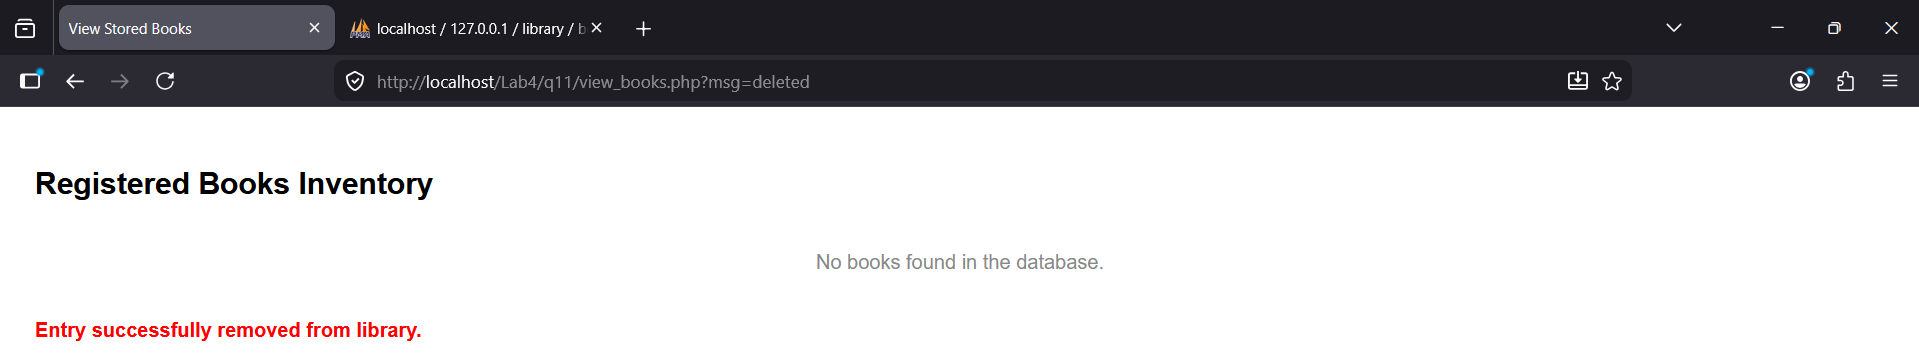 View Stored Books
localhost / 127.0.0.1 / library / b
http://localhost/Lab4/q11/view_books.php?msg=deleted
Registered Books Inventory
No books found in the database.
Entry successfully removed from library.